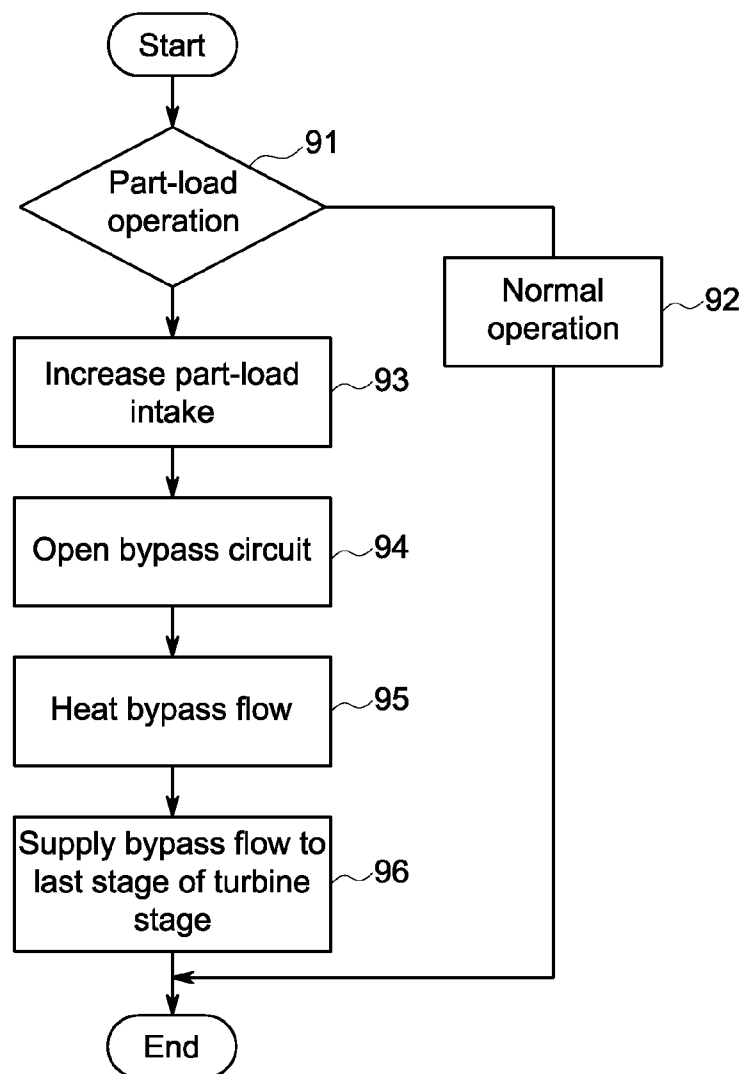 Start
91
Part-load
operation
Normal
operation
92
Increase part-load
intake
93
Open bypass circuit
94
Heat bypass flow
95
Supply bypass flow to
last stage of turbine
stage
96
End